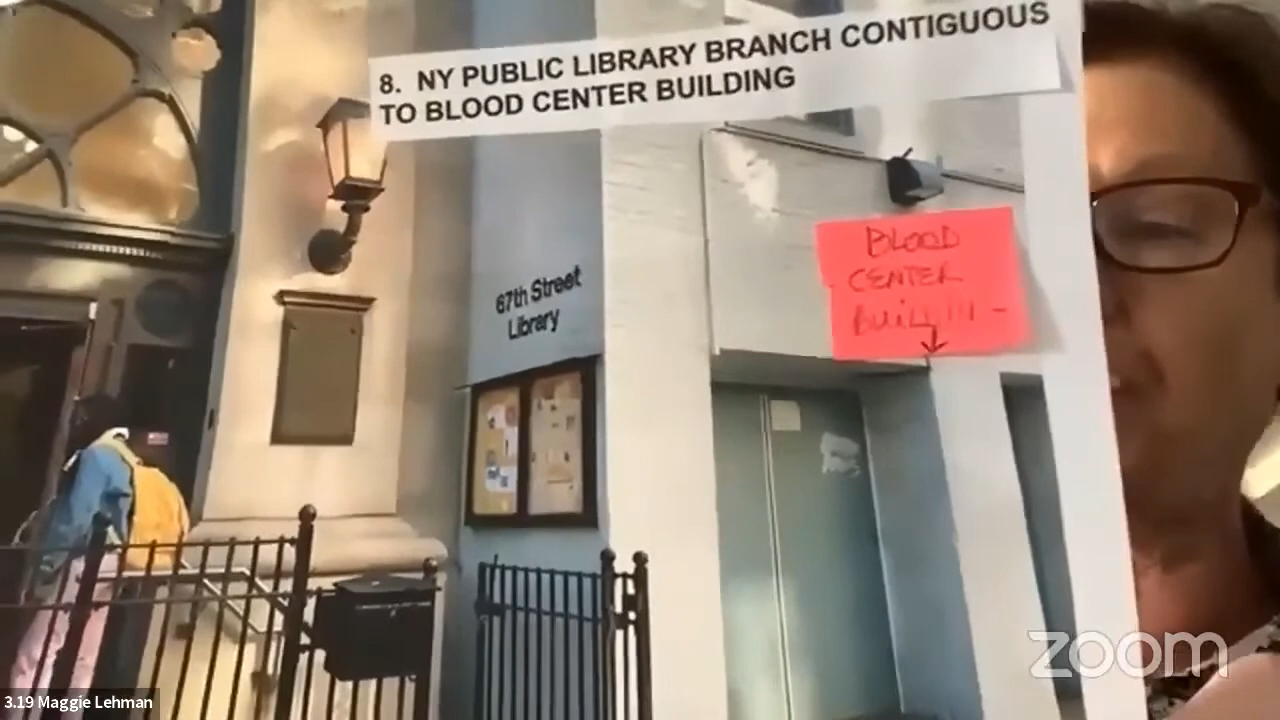 8. NY PUBLIC LIBRARY BRANCH CONTIGUOUS
TO BLOOD CENTER BUILDING
67th Street
Library
BLOOD
CENTER
zoom
3.19 Maggie Lehman